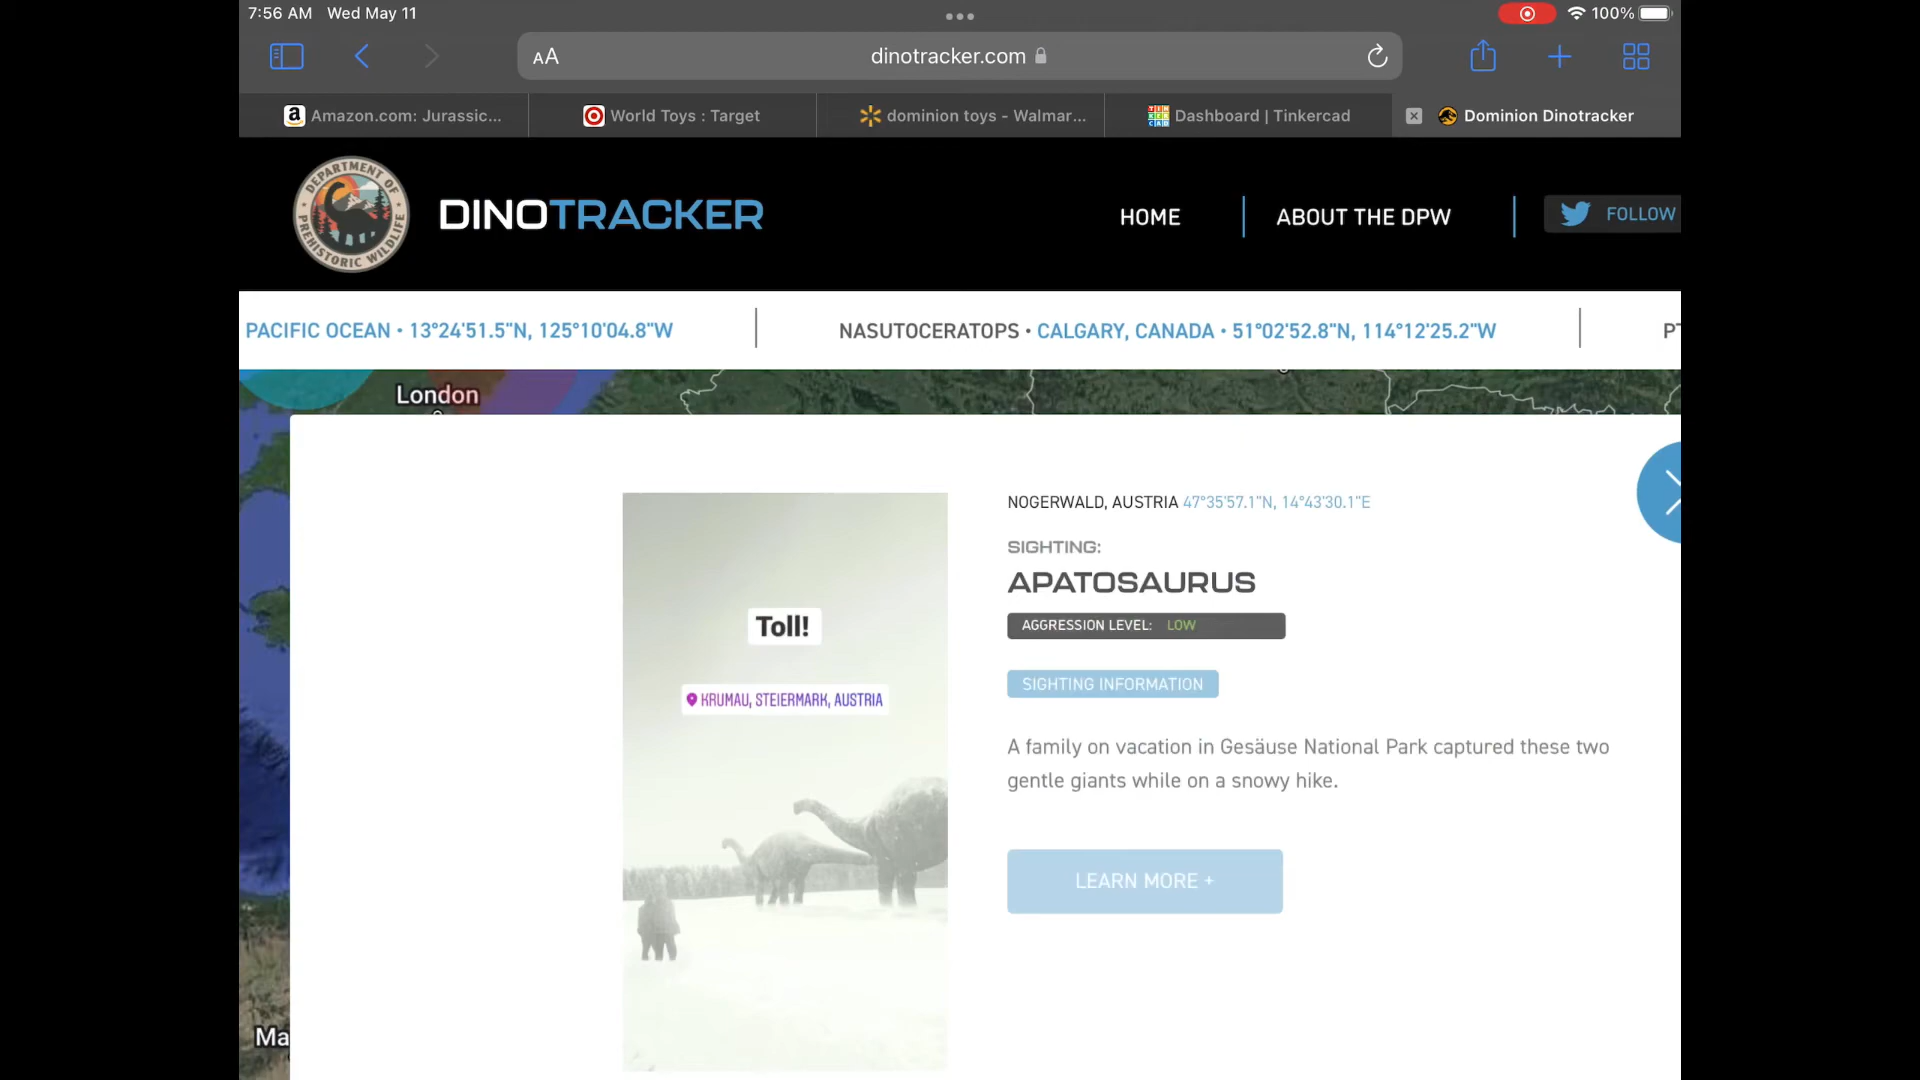 7:56 AM Wed May 11
100%
AA
dinotracker.com
Amazon.com: Jurassic...
World Toys : Target
dominion toys - Walmar...
Dashboard | Tinkercad
Dominion Dinotracker
DEPARTMENT OF
PREHISTORIC WILDLIFE
DINOTRACKER
HOME
ABOUT THE DPW
FOLLOW
PACIFIC OCEAN • 13°24'51.5"N, 125°10'04.8"W
NASUTOCERATOPS • CALGARY, CANADA • 51°02'52.8"N, 114°12'25.2"W
London
NOGERWALD, AUSTRIA 47°35'57.1"N, 14°43'30.1"E
SIGHTING:
APATOSAURUS
AGGRESSION LEVEL: LOW
SIGHTING INFORMATION
Toll!
KRUMAU, STEIERMARK, AUSTRIA
A family on vacation in Gesäuse National Park captured these two
gentle giants while on a snowy hike.
LEARN MORE +
Ma